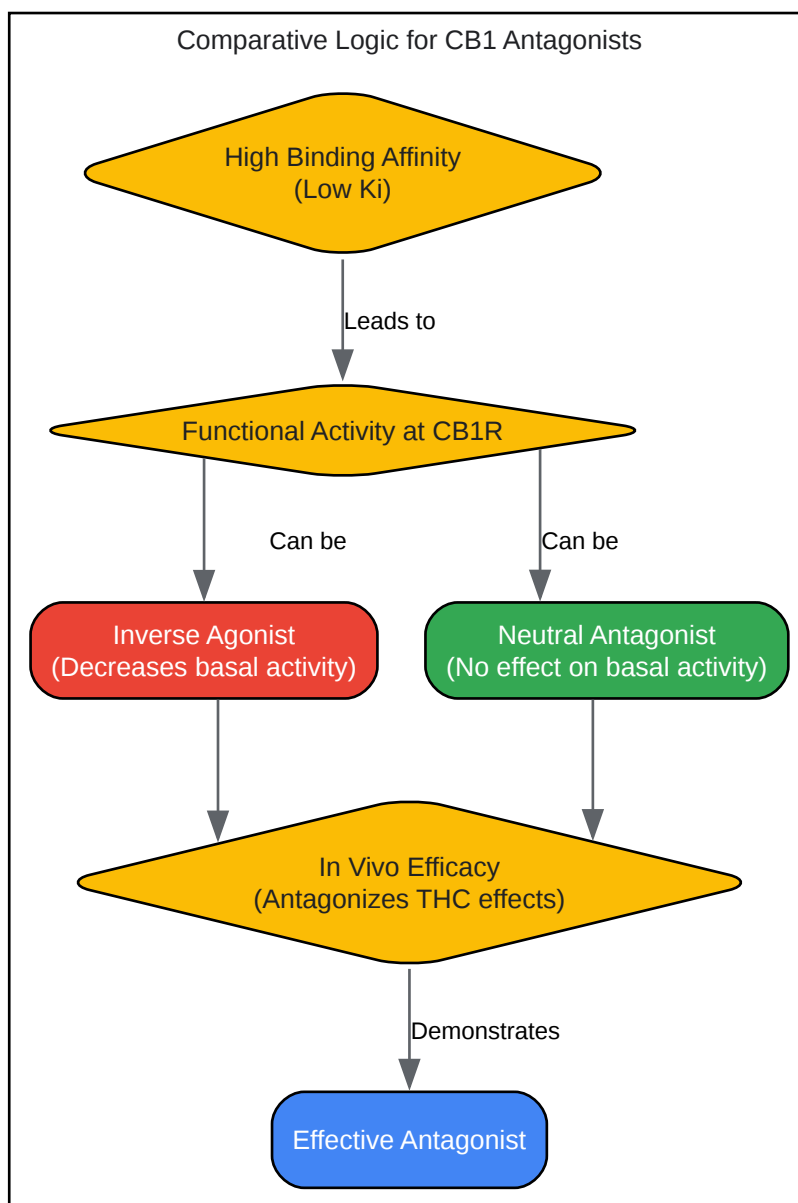 Comparative Logic for CB1 Antagonists
High Binding Affinity
(Low Ki)
Leads to
Functional Activity at CB1R
Can be
Can be
Inverse Agonist
(Decreases basal activity)
Neutral Antagonist
(No effect on basal activity)
In Vivo Efficacy
(Antagonizes THC effects)
Demonstrates
Effective Antagonist